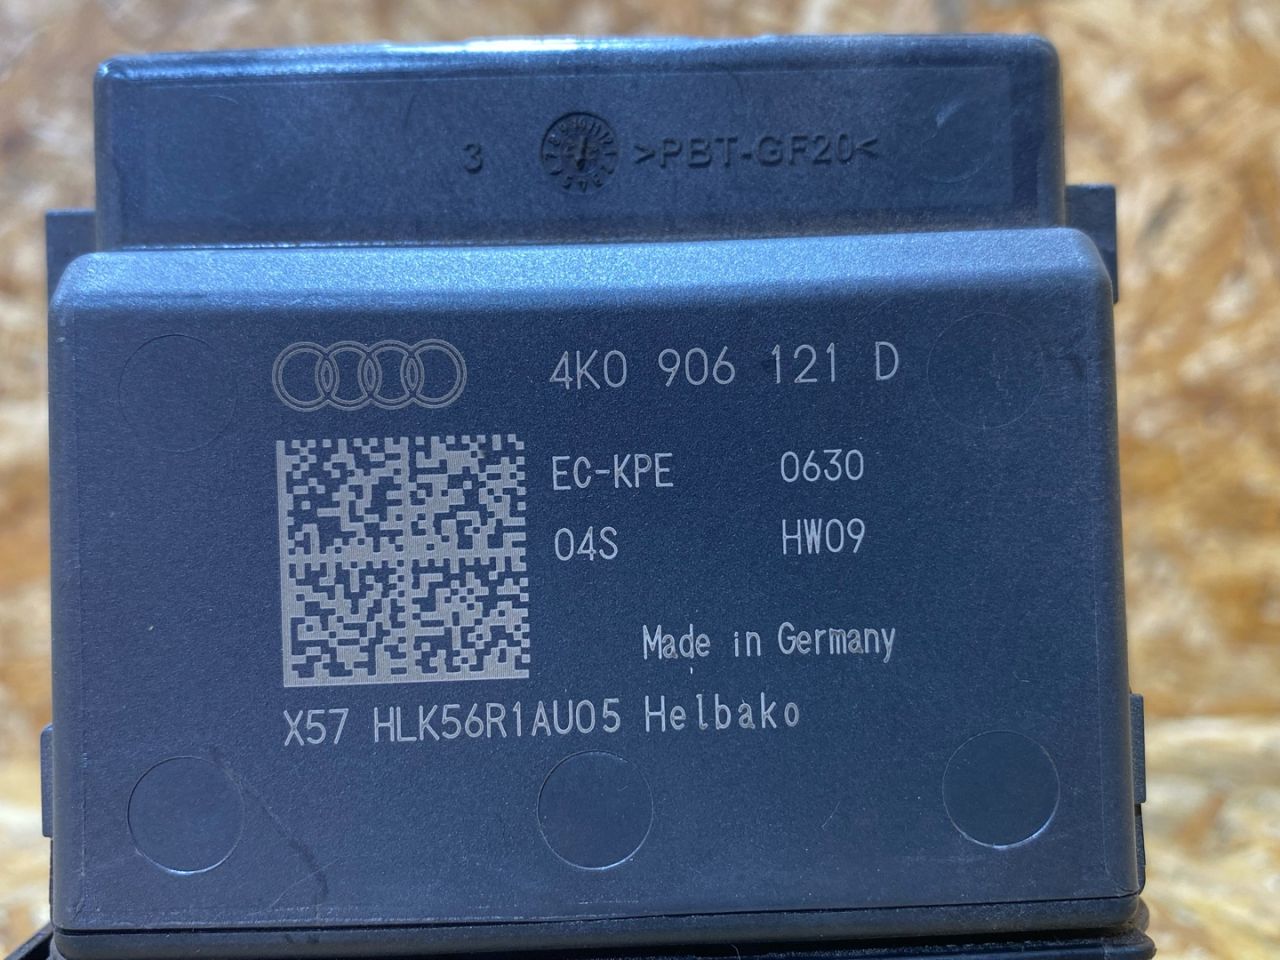 3 >PBT-GF20<
4K0 906 121 D
EC-KPE 0630
04S HW09
Made in Germany
X57 HLK56R1AU05 Helbako